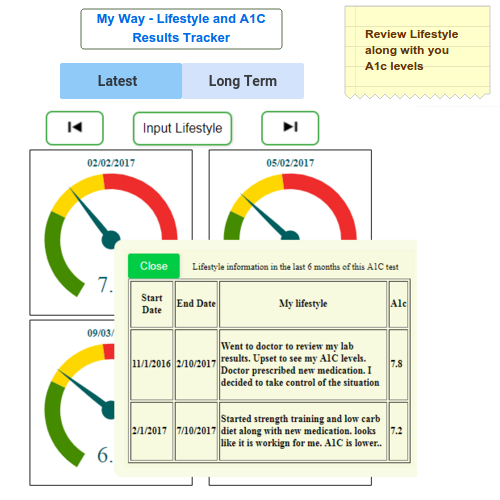 My Way - Lifestyle and A1C
Results Tracker
Review Lifestyle
along with you
A1c levels
Latest
Long Term
Input Lifestyle
02/02/2017
05/02/2017
7.
09/03/
6.
Close
Lifestyle information in the last 6 months of this A1C test
Start
Date
End Date
My lifestyle
A1c
11/1/2016
2/10/2017
Went to doctor to review my lab
results. Upset to see my A1C levels.
Doctor prescribed new medication. I
decided to take control of the situation
7.8
2/1/2017
7/10/2017
Started strength training and low carb
diet along with new medication. looks
like it is workign for me. A1C is lower..
7.2